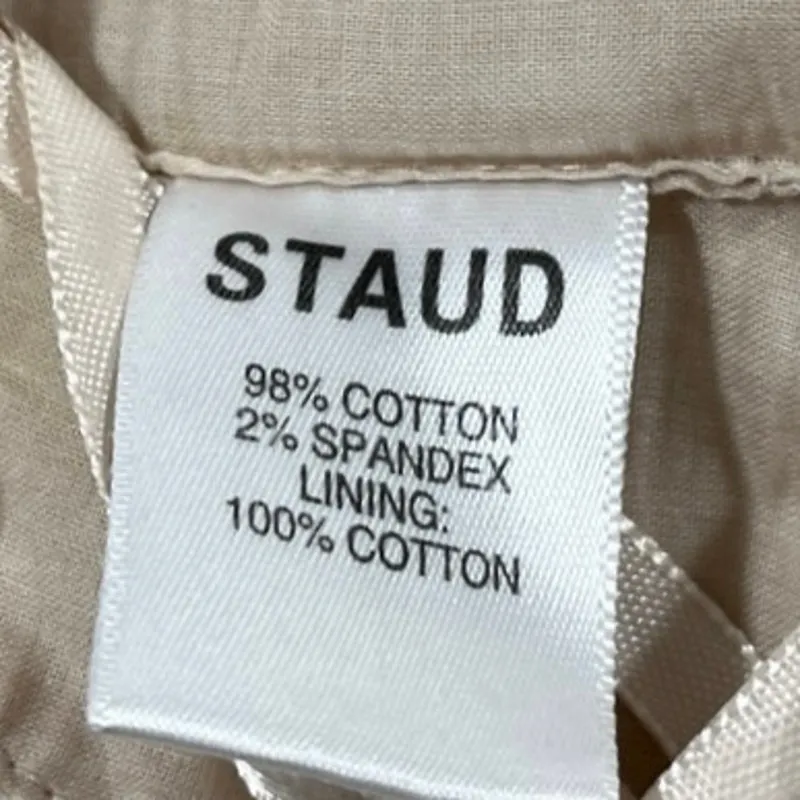 STAUD
98% COTTON
2% SPANDEX
LINING:
100% COTTON